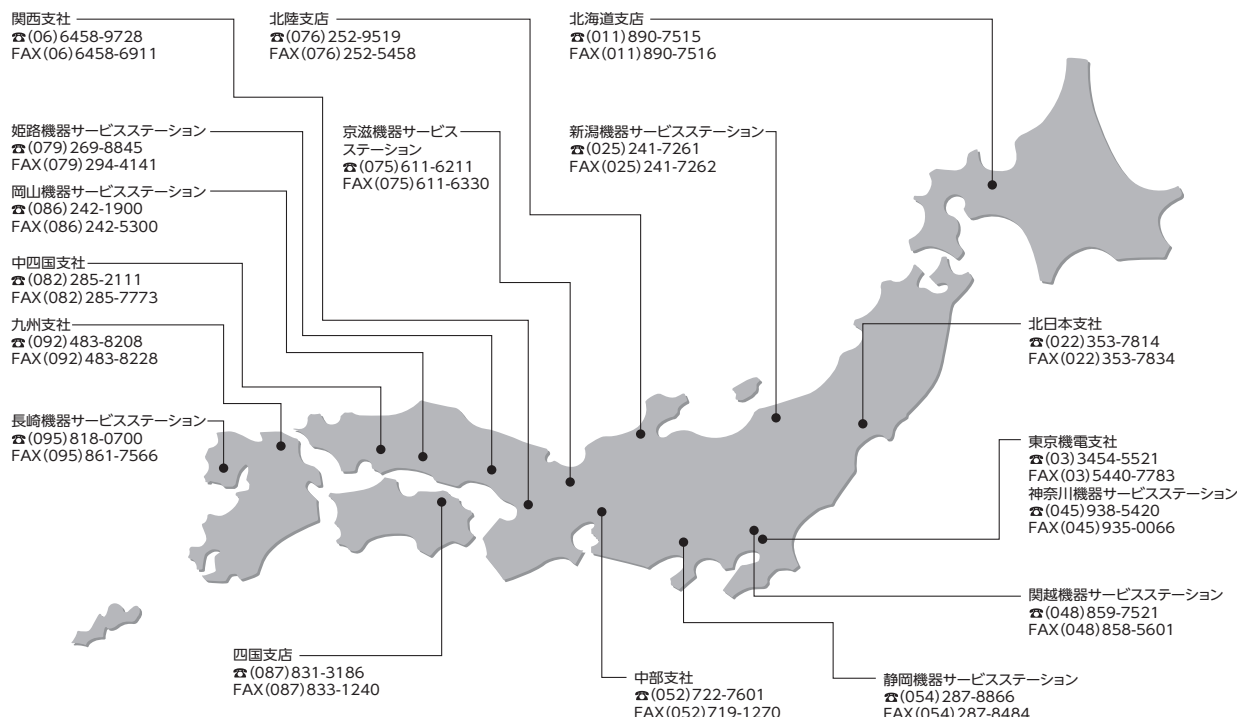 関西支社
☎(06)6458-9728
FAX(06)6458-6911
北陸支店
☎(076)252-9519
FAX(076)252-5458
北海道支店
☎(011)890-7515
FAX(011)890-7516
姫路機器サービスステーション
☎(079)269-8845
FAX(079)294-4141
京滋機器サービス
ステーション
☎(075)611-6211
FAX(075)611-6330
新潟機器サービスステーション
☎(025)241-7261
FAX(025)241-7262
岡山機器サービスステーション
☎(086)242-1900
FAX(086)242-5300
中四国支社
☎(082)285-2111
FAX(082)285-7773
九州支社
☎(092)483-8208
FAX(092)483-8228
長崎機器サービスステーション
☎(095)818-0700
FAX(095)861-7566
北日本支社
☎(022)353-7814
FAX(022)353-7834
東京機電支社
☎(03)3454-5521
FAX(03)5440-7783
神奈川機器サービスステーション
☎(045)938-5420
FAX(045)935-0066
関越機器サービスステーション
☎(048)859-7521
FAX(048)858-5601
四国支店
☎(087)831-3186
FAX(087)833-1240
中部支社
☎(052)722-7601
FAX(052)719-1270
静岡機器サービスステーション
☎(054)287-8866
FAX(054)287-8484